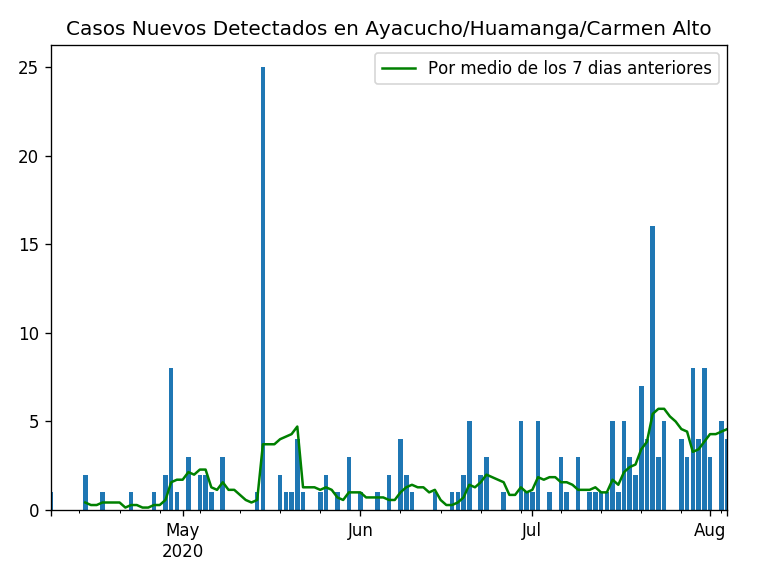 Casos Nuevos Detectados en Ayacucho/Huamanga/Carmen Alto
Por medio de los 7 dias anteriores
25
20
15
10
5
0
May
2020
Jun
Jul
Aug